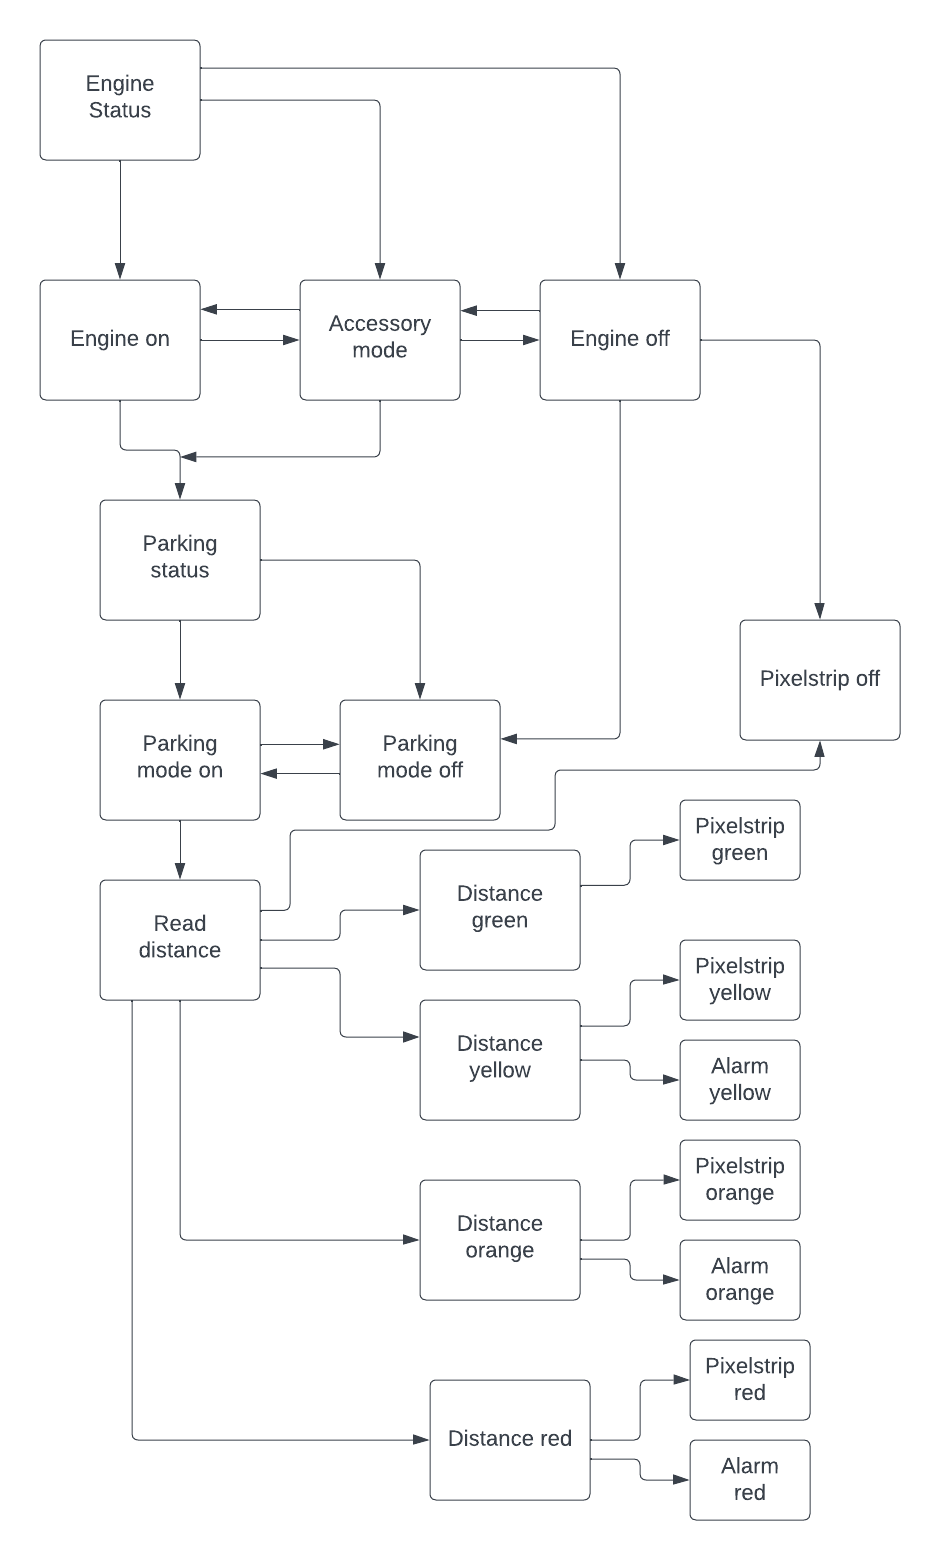 Engine
Status
Engine on
Accessory
mode
Engine off
Parking
status
Pixelstrip off
Parking
mode on
Parking
mode off
Pixelstrip
green
Distance
green
Read
distance
Pixelstrip
yellow
Distance
yellow
Alarm
yellow
Pixelstrip
orange
Distance
orange
Alarm
orange
Pixelstrip
red
Distance red
Alarm
red